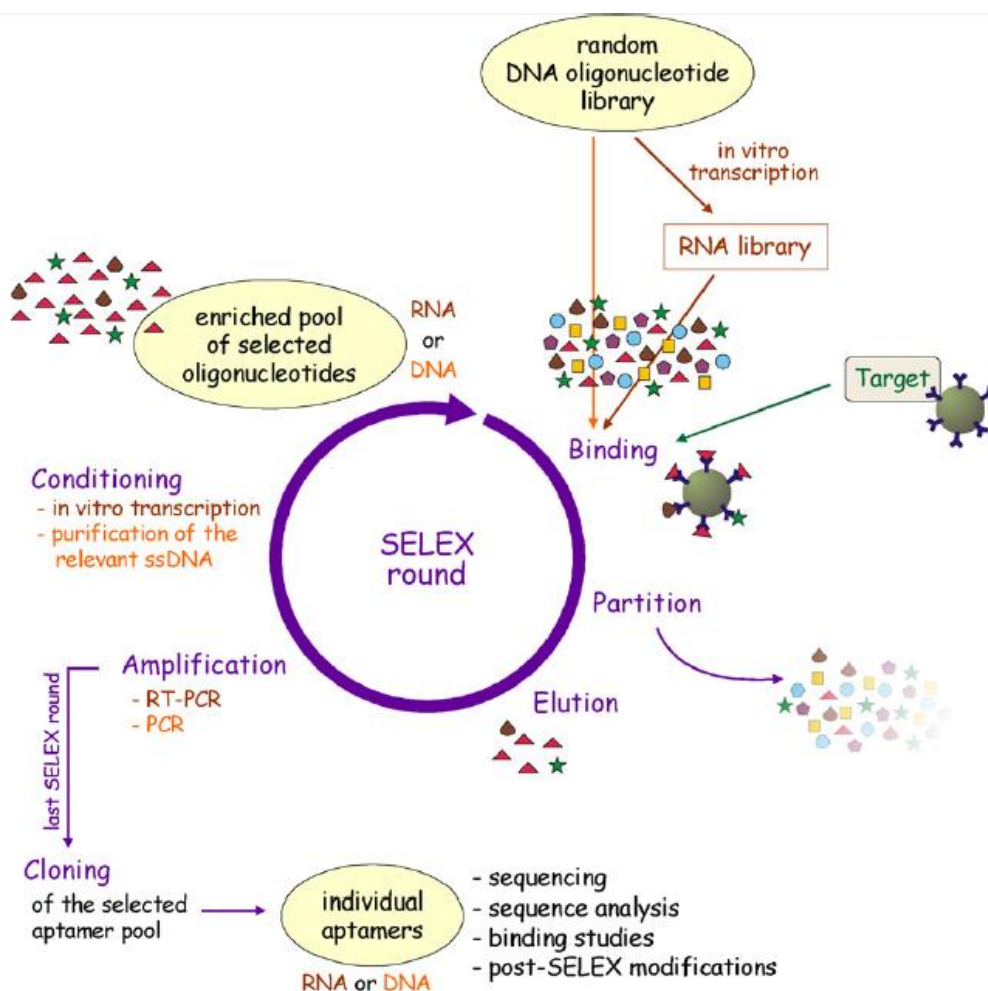 random
DNA oligonucleotide
library
in vitro
transcription
RNA library
enriched pool
of selected
oligonucleotides
RNA
or
DNA
Target
Binding
Conditioning
- in vitro transcription
- purification of the
relevant ssDNA
SELEX
round
Partition
Amplification
- RT-PCR
- PCR
Elution
last SELEX round
Cloning
of the selected
aptamer pool
individual
aptamers
RNA or DNA
- sequencing
- sequence analysis
- binding studies
- post-SELEX modifications